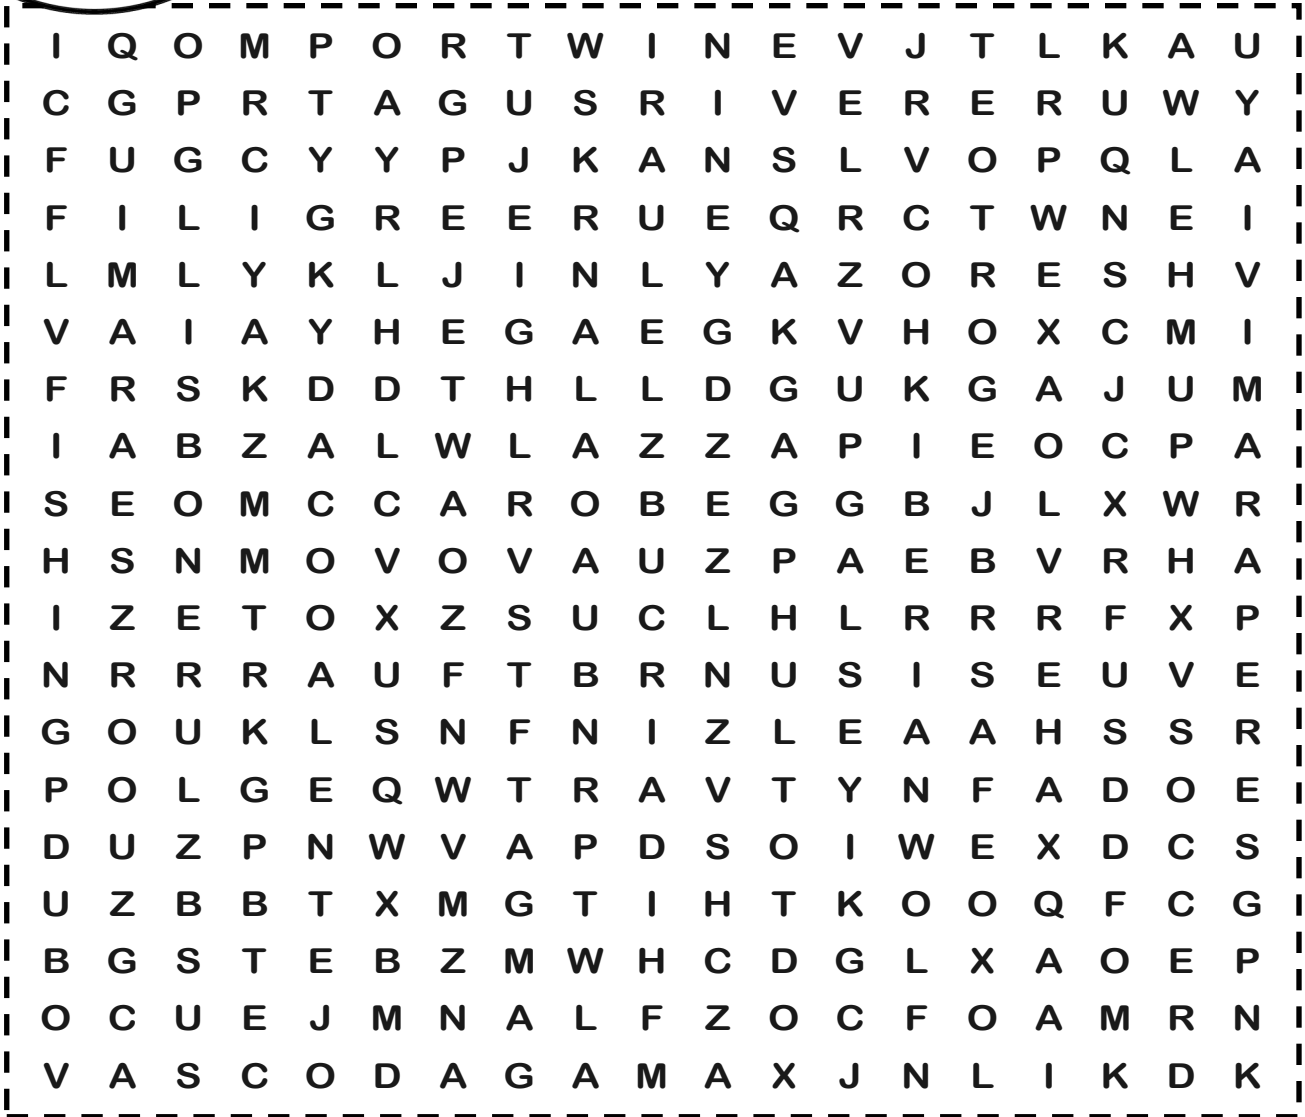 I Q O M P O R T W I N E V J T L K A U
C G P R T A G U S R I V E R E R U W Y
F U G C Y Y P J K A N S L V O P Q L A
F I L I G R E E R U E Q R C T W N E I
L M L Y K L J I N L Y A Z O R E S H V
V A I A Y H E G A E G K V H O X C M I
F R S K D D T H L L D G U K G A J U M
I A B Z A L W L A Z Z A P I E O C P A
S E O M C C A R O B E G G B J L X W R
H S N M O V O V A U Z P A E B V R H A
I Z E T O X Z S U C L H L R R R F X P
N R R R A U F T B R N U S I S E U V E
G O U K L S N F N I Z L E A A H S S R
P O L G E Q W T R A V T Y N F A D O E
D U Z P N W V A P D S O I W E X D C S
U Z B B T X M G T I H T K O O Q F C G
B G S T E B Z M W H C D G L X A O E P
O C U E J M N A L F Z O C F O A M R N
V A S C O D A G A M A X J N L I K D K